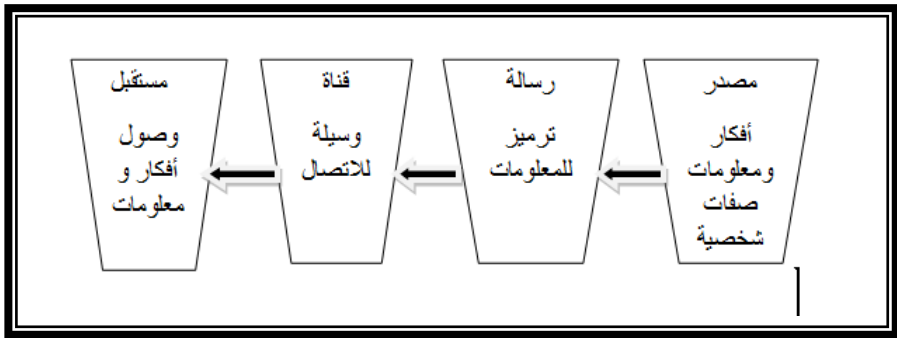 مصدر
أفكار
ومعلومات
صفات
شخصية
رسالة
ترميز
للمعلومات
قناة
وسيلة
للاتصال
مستقبل
وصول
أفكار و
معلومات